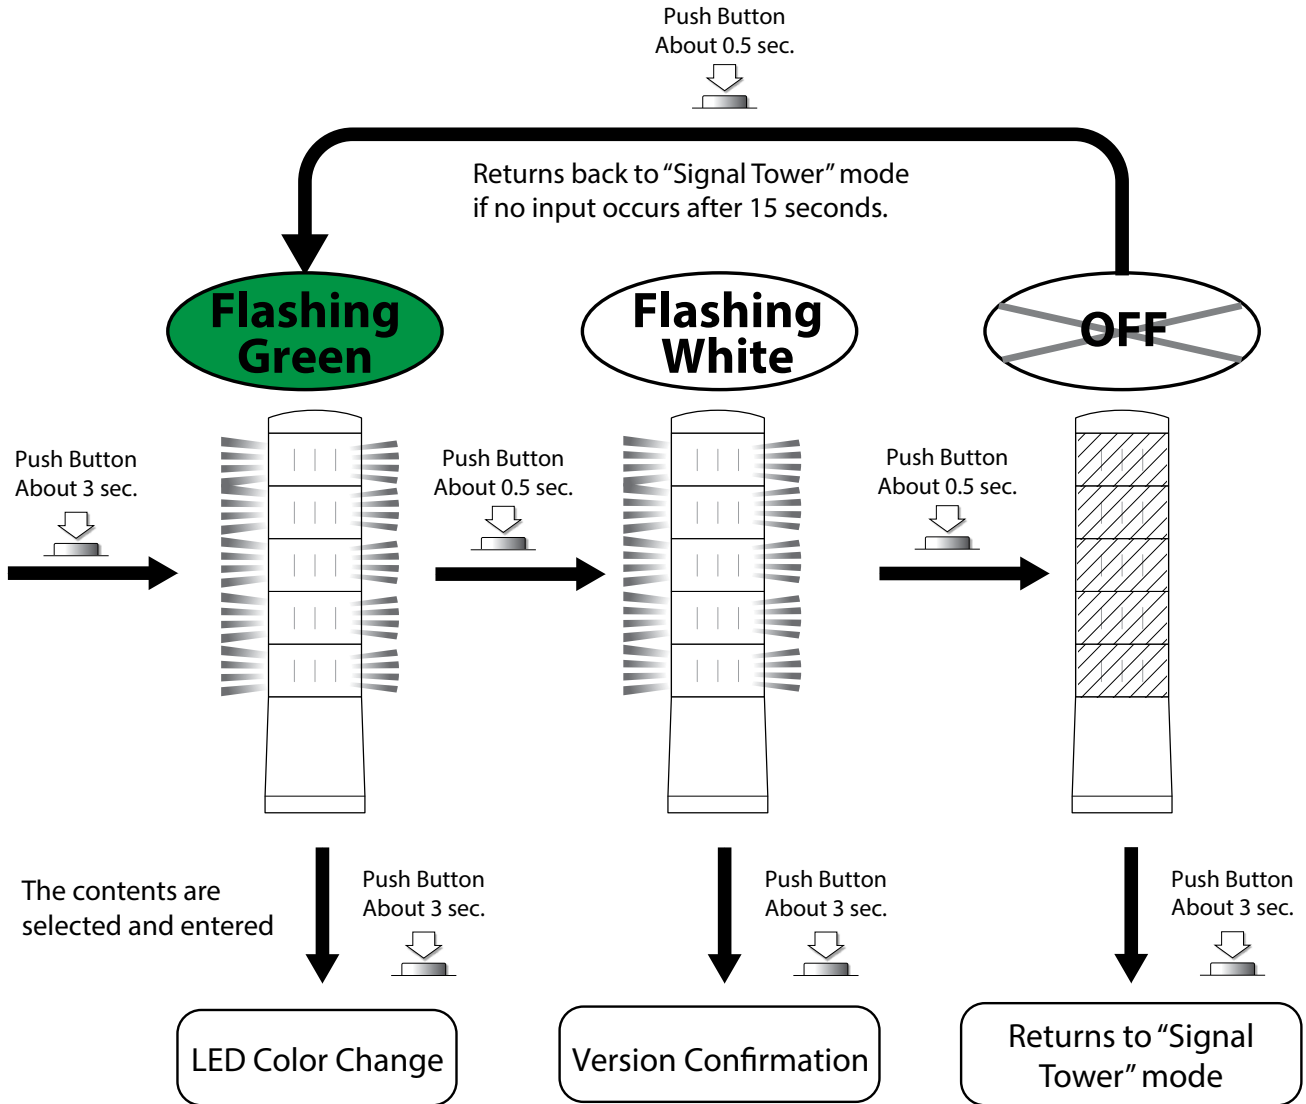 Push Button
About 0.5 sec.
Returns back to “Signal Tower” mode
if no input occurs after 15 seconds.
Flashing
Green
Flashing
White
OFF
Push Button
About 3 sec.
Push Button
About 0.5 sec.
Push Button
About 0.5 sec.
The contents are
selected and entered
Push Button
About 3 sec.
Push Button
About 3 sec.
Push Button
About 3 sec.
LED Color Change
Version Confirmation
Returns to “Signal
Tower” mode